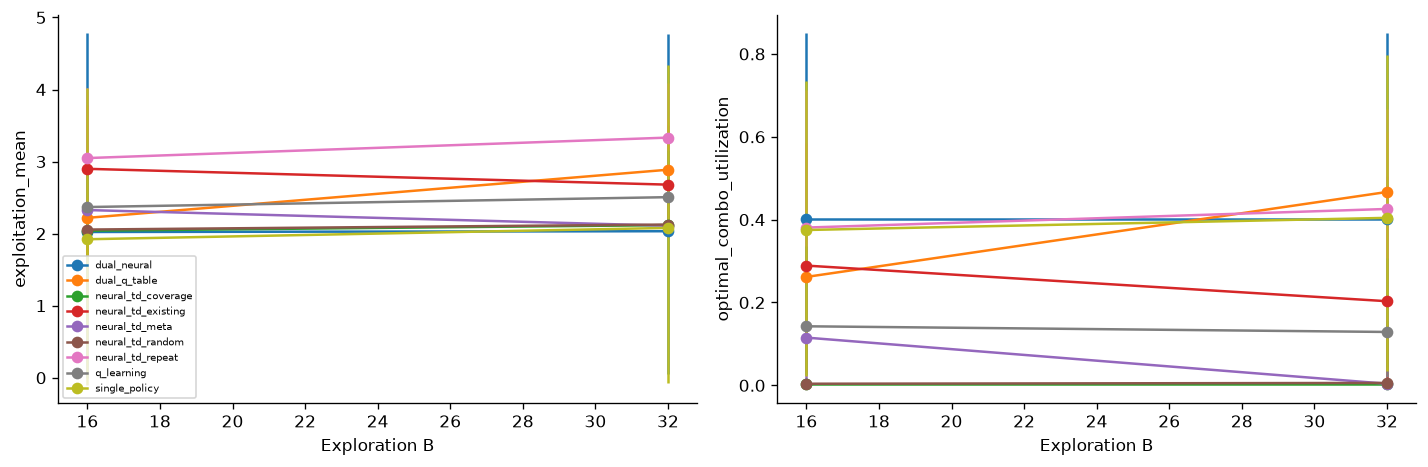 exploitation_mean
5
4
3
2
1
0
dual_neural
dual_q_table
neural_td_coverage
neural_td_existing
neural_td_meta
neural_td_random
neural_td_repeat
q_learning
single_policy
16 18 20 22 24 26 28 30 32
Exploration B
optimal_combo_utilization
0.8
0.6
0.4
0.2
0.0
16 18 20 22 24 26 28 30 32
Exploration B